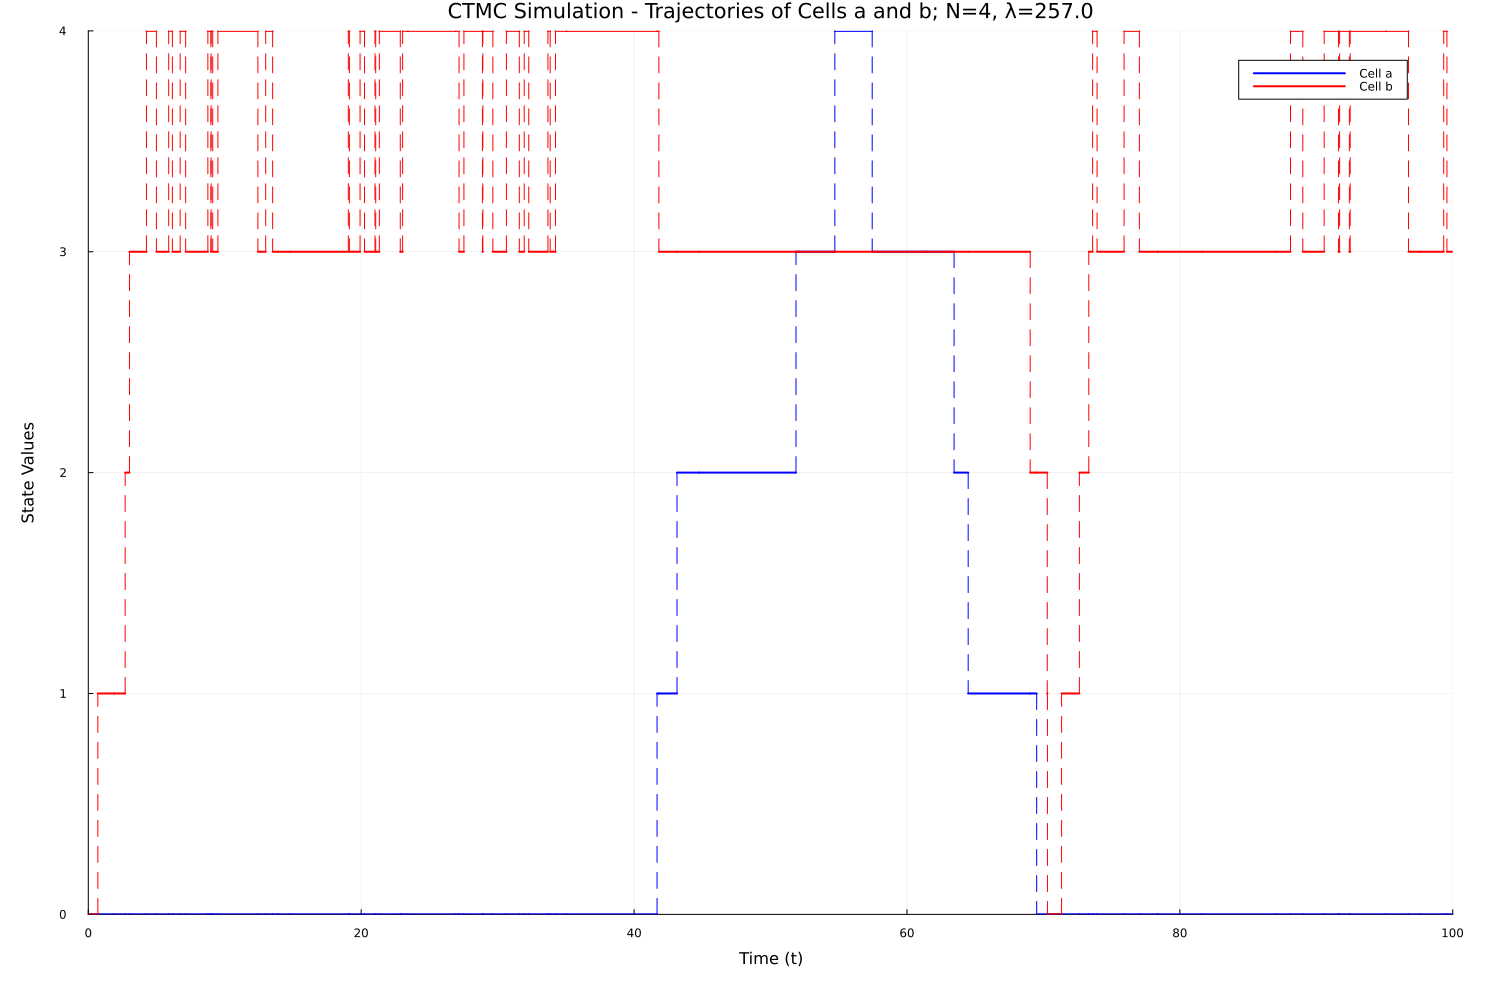 CTMC Simulation - Trajectories of Cells a and b; N=4, λ=257.0
4
Cell a
Cell b
3
State Values
2
1
0
0 20 40 60 80 100
Time (t)